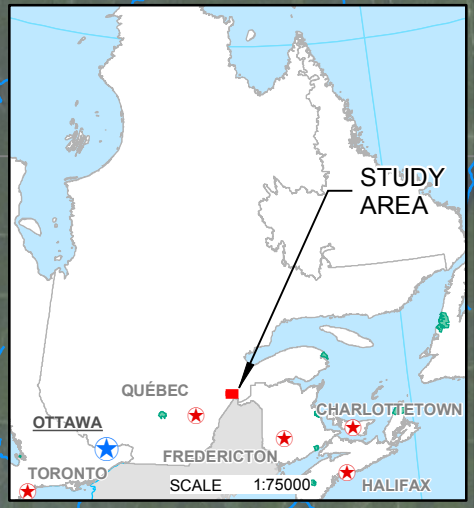 STUDY
AREA
QUÉBEC
CHARLOTTETOWN
OTTAWA
FREDERICTON
TORONTO
SCALE 1:75000
HALIFAX